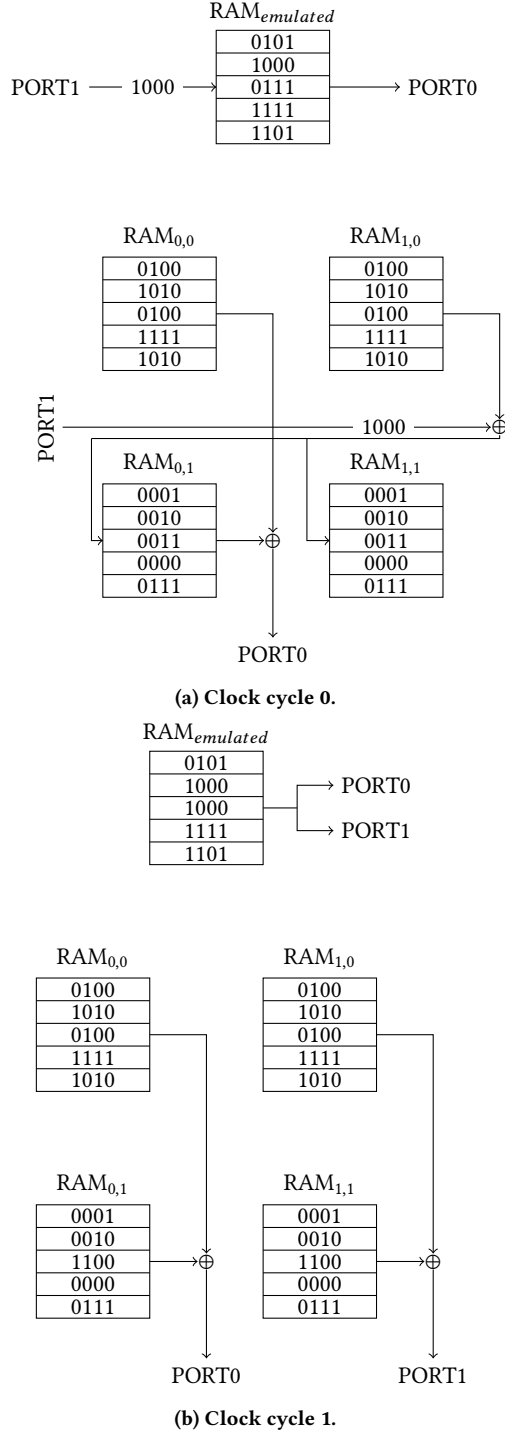 RAMemulated
0101
1000
PORT1 1000 0111 PORT0
1111
1101
RAM0,0 RAM1,0
0100 0100
1010 1010
0100 0100
1111 1111
1010 1010
PORT1 1000 ⊕
RAM0,1 RAM1,1
0001 0001
0010 0010
0011 ⊕ 0011
0000 0000
0111 0111
PORT0
(a) Clock cycle 0.
RAMemulated
0101
1000 PORT0
1000
1111 PORT1
1101
RAM0,0 RAM1,0
0100 0100
1010 1010
0100 0100
1111 1111
1010 1010
RAM0,1 RAM1,1
0001 0001
0010 0010
1100 ⊕ 1100 ⊕
0000 0000
0111 0111
PORT0 PORT1
(b) Clock cycle 1.